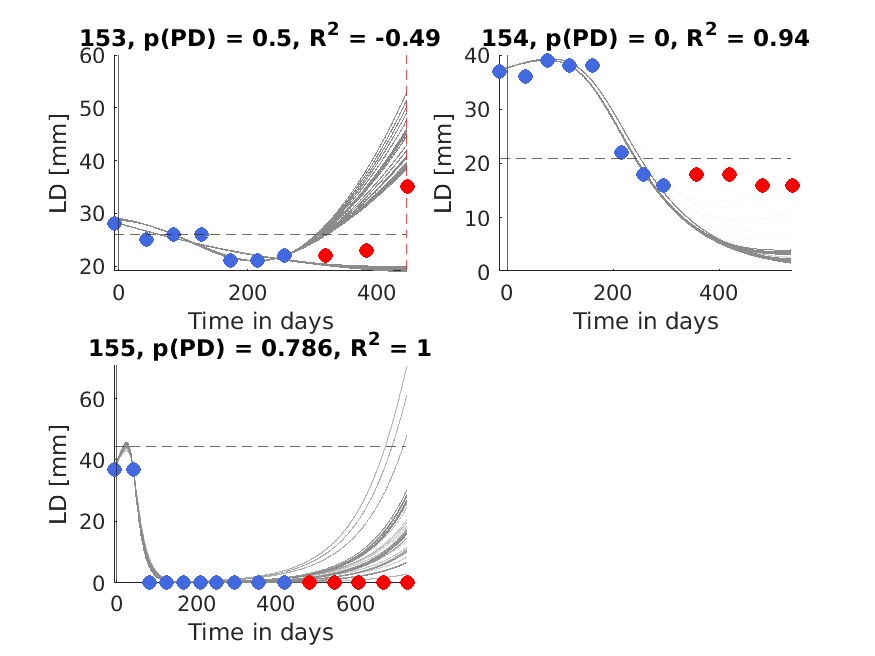 153, p(PD) = 0.5, R² = -0.49
60
50
40
30
20
LD [mm]
0
200
400
Time in days
154, p(PD) = 0, R² = 0.94
40
30
20
10
0
LD [mm]
0
200
400
Time in days
155, p(PD) = 0.786, R² = 1
60
40
20
0
LD [mm]
0
200
400
600
Time in days